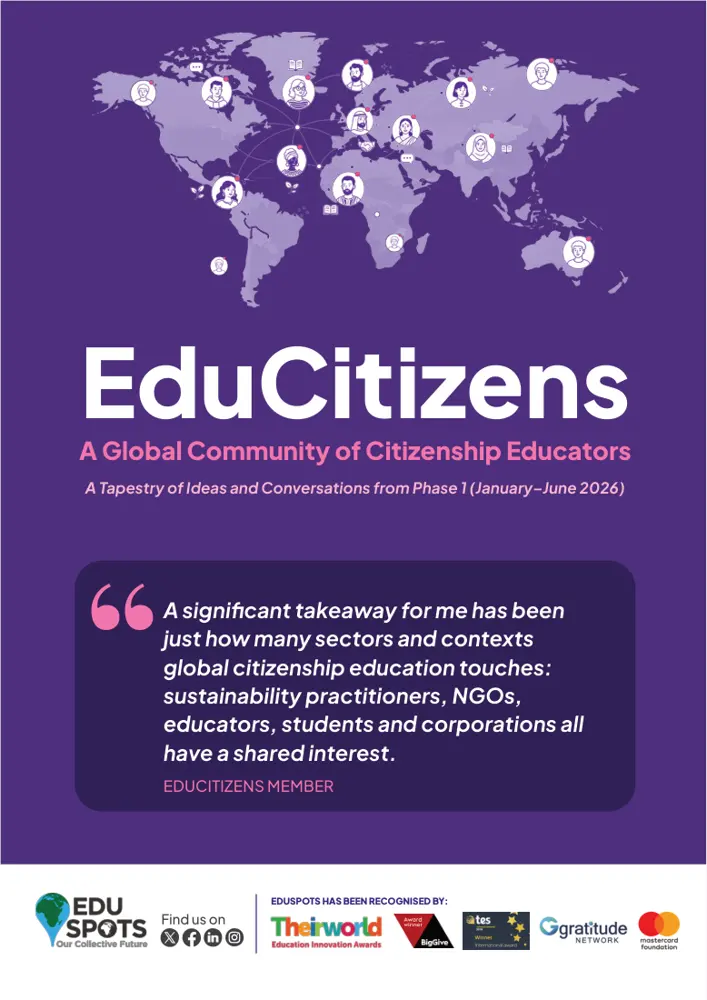 EduCitizens
A Global Community of Citizenship Educators
A Tapestry of Ideas and Conversations from Phase 1 (January–June 2026)
A significant takeaway for me has been
just how many sectors and contexts
global citizenship education touches:
sustainability practitioners, NGOs,
educators, students and corporations all
have a shared interest.
EDUCITIZENS MEMBER
EDU
SPOTS
Our Collective Future
Find us on
EDUSPOTS HAS BEEN RECOGNISED BY:
Theirworld
Education Innovation Awards
Award
winner
BigGive
tes
Winner
International award
gratitude
NETWORK
mastercard
foundation